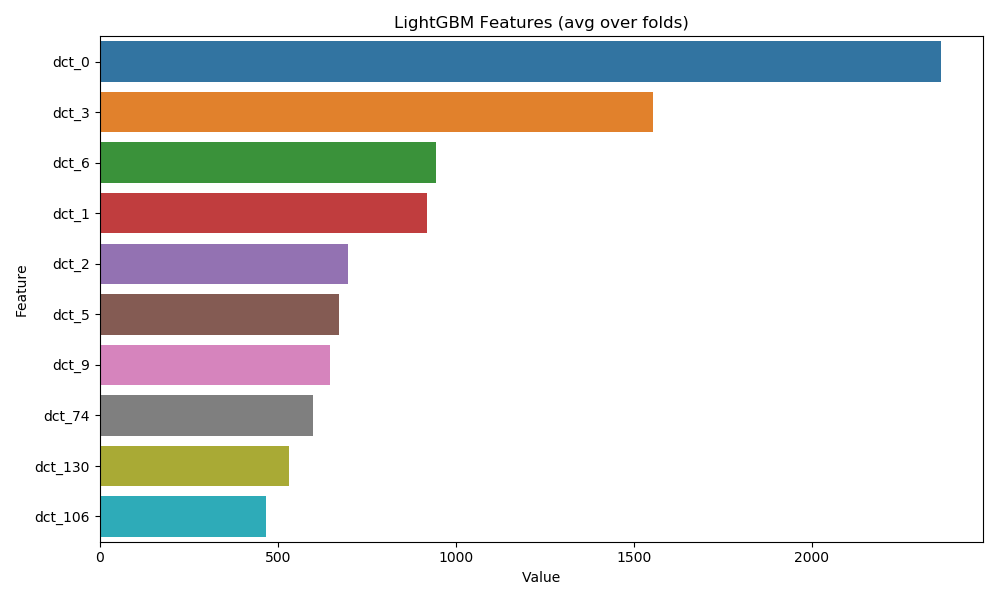 LightGBM Features (avg over folds)
Feature
dct_0
dct_3
dct_6
dct_1
dct_2
dct_5
dct_9
dct_74
dct_130
dct_106
0 500 1000 1500 2000
Value